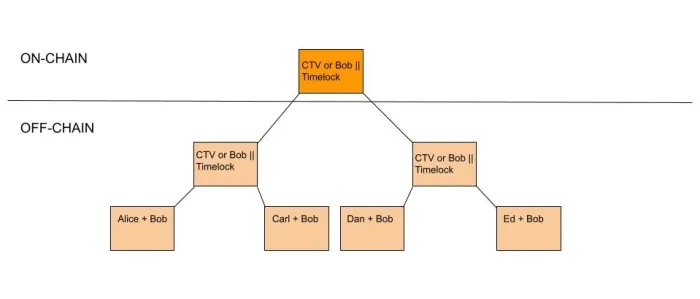 ON-CHAIN
CTV or Bob ||
Timelock
OFF-CHAIN
CTV or Bob ||
Timelock
CTV or Bob ||
Timelock
Alice + Bob
Carl + Bob
Dan + Bob
Ed + Bob